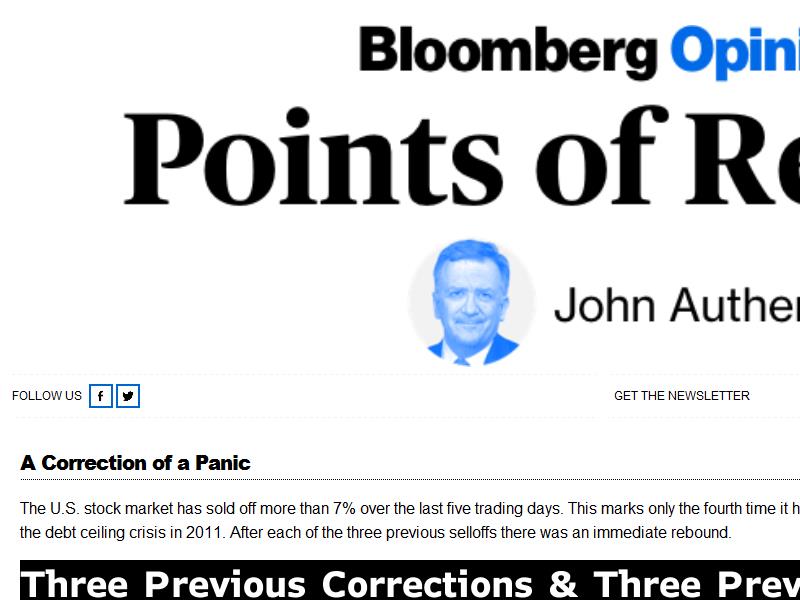 Bloomberg Opini
Points of Re
John Auther
FOLLOW US
GET THE NEWSLETTER
A Correction of a Panic
The U.S. stock market has sold off more than 7% over the last five trading days. This marks only the fourth time it h
the debt ceiling crisis in 2011. After each of the three previous selloffs there was an immediate rebound.
Three Previous Corrections & Three Prev